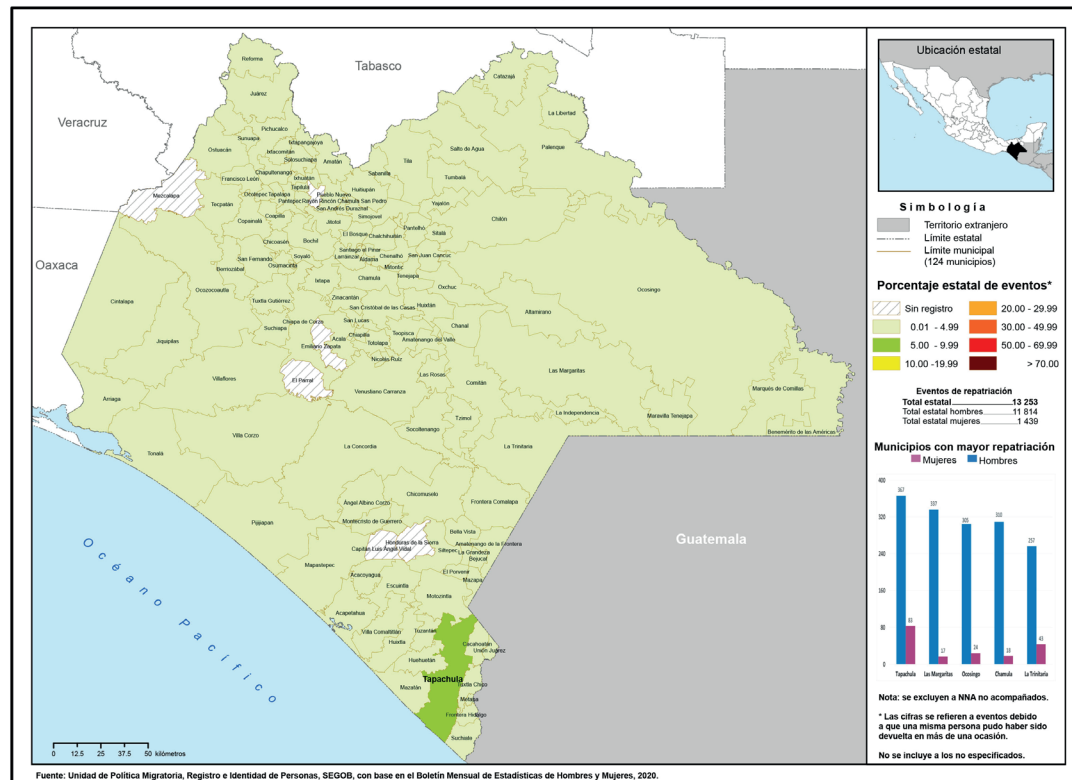 Tabasco
Veracruz
Oaxaca
Guatemala
Océano Pacífico
Reforma
Juárez
Catazajá
La Libertad
Pichucalco
Sunuapa
Ixtapangajoya
Ostuacán
Ixtacomitán
Solosuchiapa
Amatán
Salto de Agua
Palenque
Chapultenango
Tila
Sabanilla
Francisco León
Ixhuatán
Tumbalá
Mezcalapa
Tapilula
Huitiupán
Ocotepec Tapalapa
Pueblo Nuevo
Pantepec Rayón Rincón Chamula San Pedro
Yajalón
Tecpatán
San Andrés Duraznal
Copainalá
Coapilla
Jitotol
Simojovel
Chilón
Pantelhó
El Bosque
Chalchihuitán
Sitalá
Chicoasén
Bochil
Santiago el Pinar
San Fernando
Soyaló
Larráinzar
Aldama
Chenalhó
San Juan Cancuc
Osumacinta
Mitontic
Berriozábal
Ixtapa
Chamula
Tenejapa
Ocozocoautla
Oxchuc
Ocosingo
Cintalapa
Tuxtla Gutiérrez
Zinacantán
San Cristóbal de las Casas
Huixtán
Altamirano
Chiapa de Corzo
San Lucas
Suchiapa
Acala
Chiapilla
Teopisca
Chanal
Jiquipilas
Emiliano Zapata
Totolapa
Amatenango del Valle
Nicolás Ruíz
Villaflores
El Parral
Las Rosas
Comitán
Las Margaritas
Marqués de Comillas
Venustiano Carranza
Arriaga
La Independencia
Maravilla Tenejapa
Tzimol
Villa Corzo
Socoltenango
Benemérito de las Américas
Tonalá
La Concordia
La Trinitaria
Chicomuselo
Ángel Albino Corzo
Frontera Comalapa
Pijijiapan
Montecristo de Guerrero
Bella Vista
Honduras de la Sierra
Amatenango de la Frontera
Capitán Luis Ángel Vidal
Siltepec
La Grandeza
Bejucal
Mapastepec
El Porvenir
Acacoyagua
Mazapa
Escuintla
Motozintla
Acapetahua
Villa Comaltitlán
Tuzantán
Huixtla
Cacahoatán
Unión Juárez
Huehuetán
Tapachula
Mazatán
Tuxtla Chico
Metapa
Frontera Hidalgo
Suchiate
0 12.5 25 37.5 50
kilómetros
Ubicación estatal
Simbología
Territorio extranjero
Límite estatal
Límite municipal
(124 municipios)
Porcentaje estatal de eventos*
Sin registro
0.01 - 4.99
5.00 - 9.99
10.00 -19.99
20.00 - 29.99
30.00 - 49.99
50.00 - 69.99
> 70.00
Eventos de repatriación
Total estatal 13 253
Total estatal hombres 11 814
Total estatal mujeres 1 439
Municipios con mayor repatriación
Mujeres Hombres
400
320
240
160
80
0
367 337 305 310 257
83 17 24 18 43
Tapachula Las Margaritas Ocosingo Chamula La Trinitaria
Nota: se excluyen a NNA no acompañados.
* Las cifras se refieren a eventos debido
a que una misma persona pudo haber sido
devuelta en más de una ocasión.
No se incluye a los no especificados.
Fuente: Unidad de Política Migratoria, Registro e Identidad de Personas, SEGOB, con base en el Boletín Mensual de Estadísticas de Hombres y Mujeres, 2020.